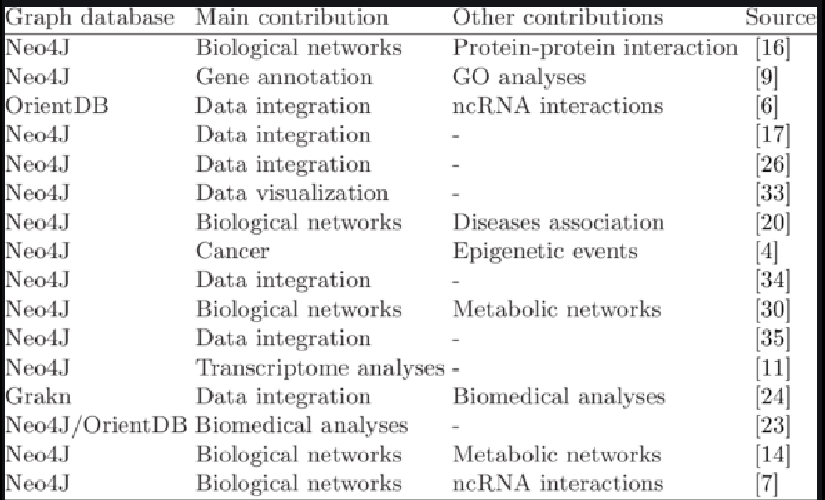 Graph database Main contribution Other contributions Source
Neo4J Biological networks Protein-protein interaction [16]
Neo4J Gene annotation GO analyses [9]
OrientDB Data integration ncRNA interactions [6]
Neo4J Data integration - [17]
Neo4J Data integration - [26]
Neo4J Data visualization - [33]
Neo4J Biological networks Diseases association [20]
Neo4J Cancer Epigenetic events [4]
Neo4J Data integration - [34]
Neo4J Biological networks Metabolic networks [30]
Neo4J Data integration - [35]
Neo4J Transcriptome analyses - [11]
Grakn Data integration Biomedical analyses [24]
Neo4J/OrientDB Biomedical analyses - [23]
Neo4J Biological networks Metabolic networks [14]
Neo4J Biological networks ncRNA interactions [7]